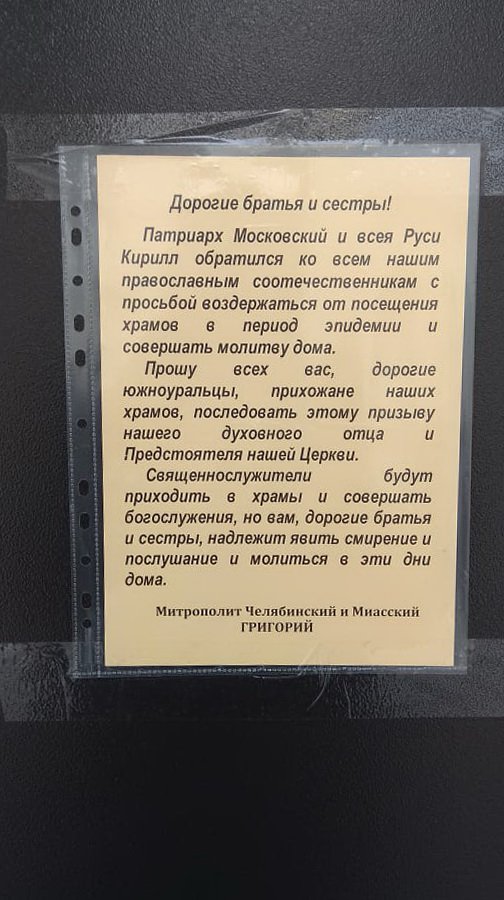 Дорогие братья и сестры!
Патриарх Московский и всея Руси
Кирилл обратился ко всем нашим
православным соотечественникам с
просьбой воздержаться от посещения
храмов в период эпидемии и
совершать молитву дома.
Прошу всех вас, дорогие
южноуральцы, прихожане наших
храмов, последовать этому призыву
нашего духовного отца и
Предстоятеля нашей Церкви.
Священнослужители будут
приходить в храмы и совершать
богослужения, но вам, дорогие братья
и сестры, надлежит явить смирение и
послушание и молиться в эти дни
дома.
Митрополит Челябинский и Миасский
ГРИГОРИЙ